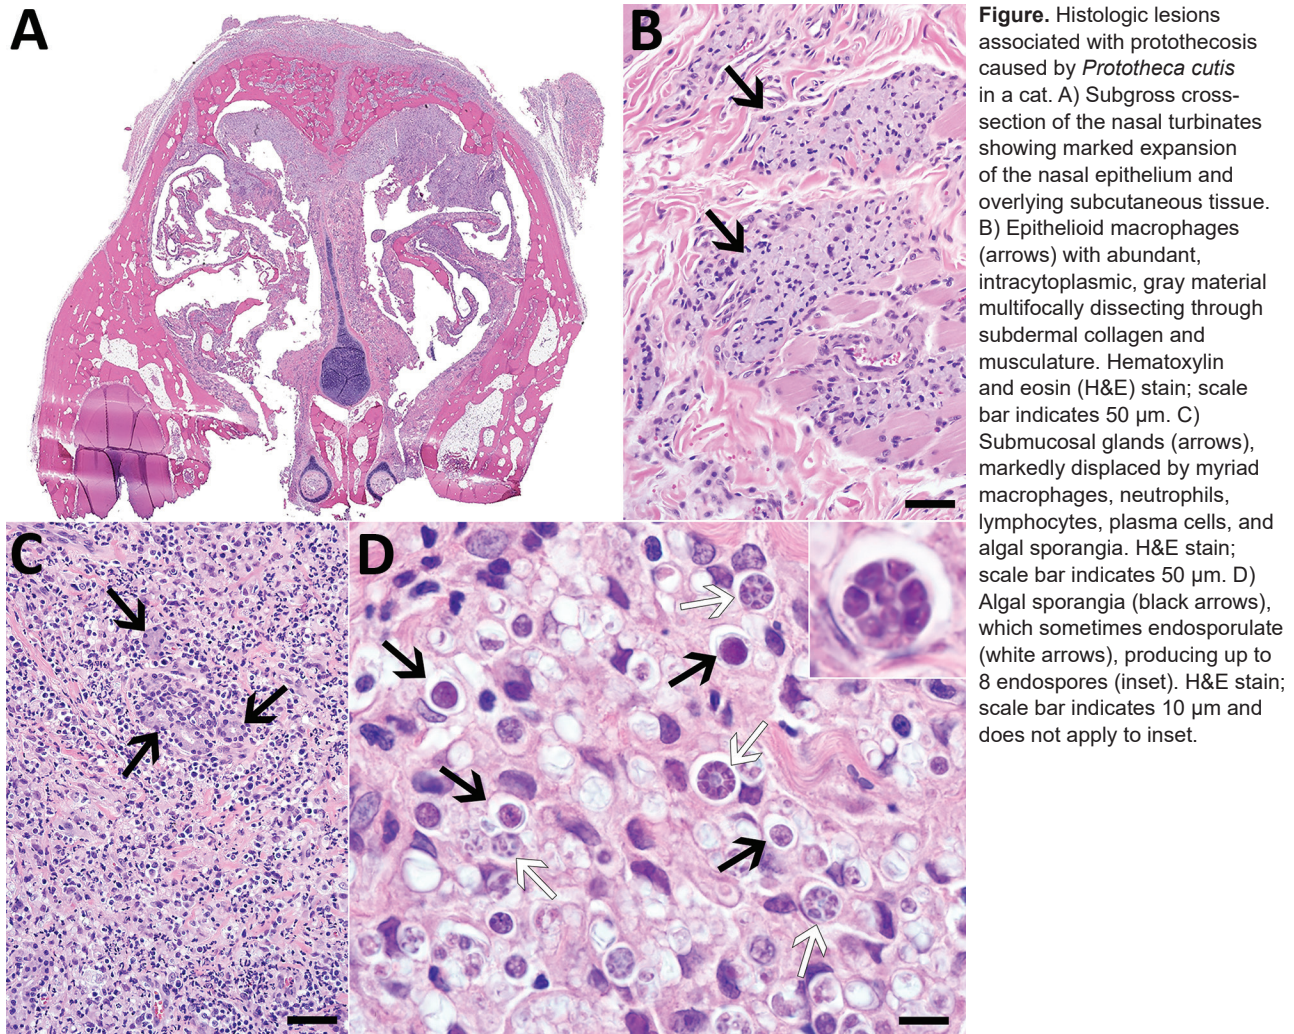 A
B
C
D
Figure. Histologic lesions
associated with protothecosis
caused by Prototheca cutis
in a cat. A) Subgross cross-
section of the nasal turbinates
showing marked expansion
of the nasal epithelium and
overlying subcutaneous tissue.
B) Epithelioid macrophages
(arrows) with abundant,
intracytoplasmic, gray material
multifocally dissecting through
subdermal collagen and
musculature. Hematoxylin
and eosin (H&E) stain; scale
bar indicates 50 µm. C)
Submucosal glands (arrows),
markedly displaced by myriad
macrophages, neutrophils,
lymphocytes, plasma cells, and
algal sporangia. H&E stain;
scale bar indicates 50 µm. D)
Algal sporangia (black arrows),
which sometimes endosporulate
(white arrows), producing up to
8 endospores (inset). H&E stain;
scale bar indicates 10 µm and
does not apply to inset.